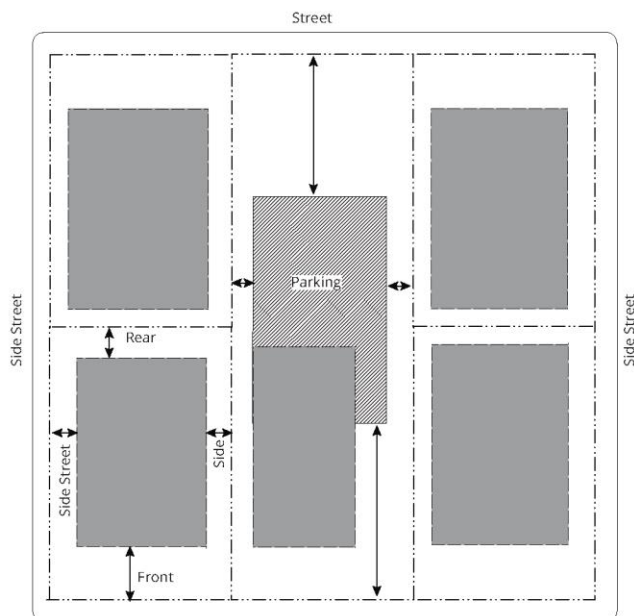 Street
Parking
Side Street
Side Street
Rear
Side Street
Side
Front